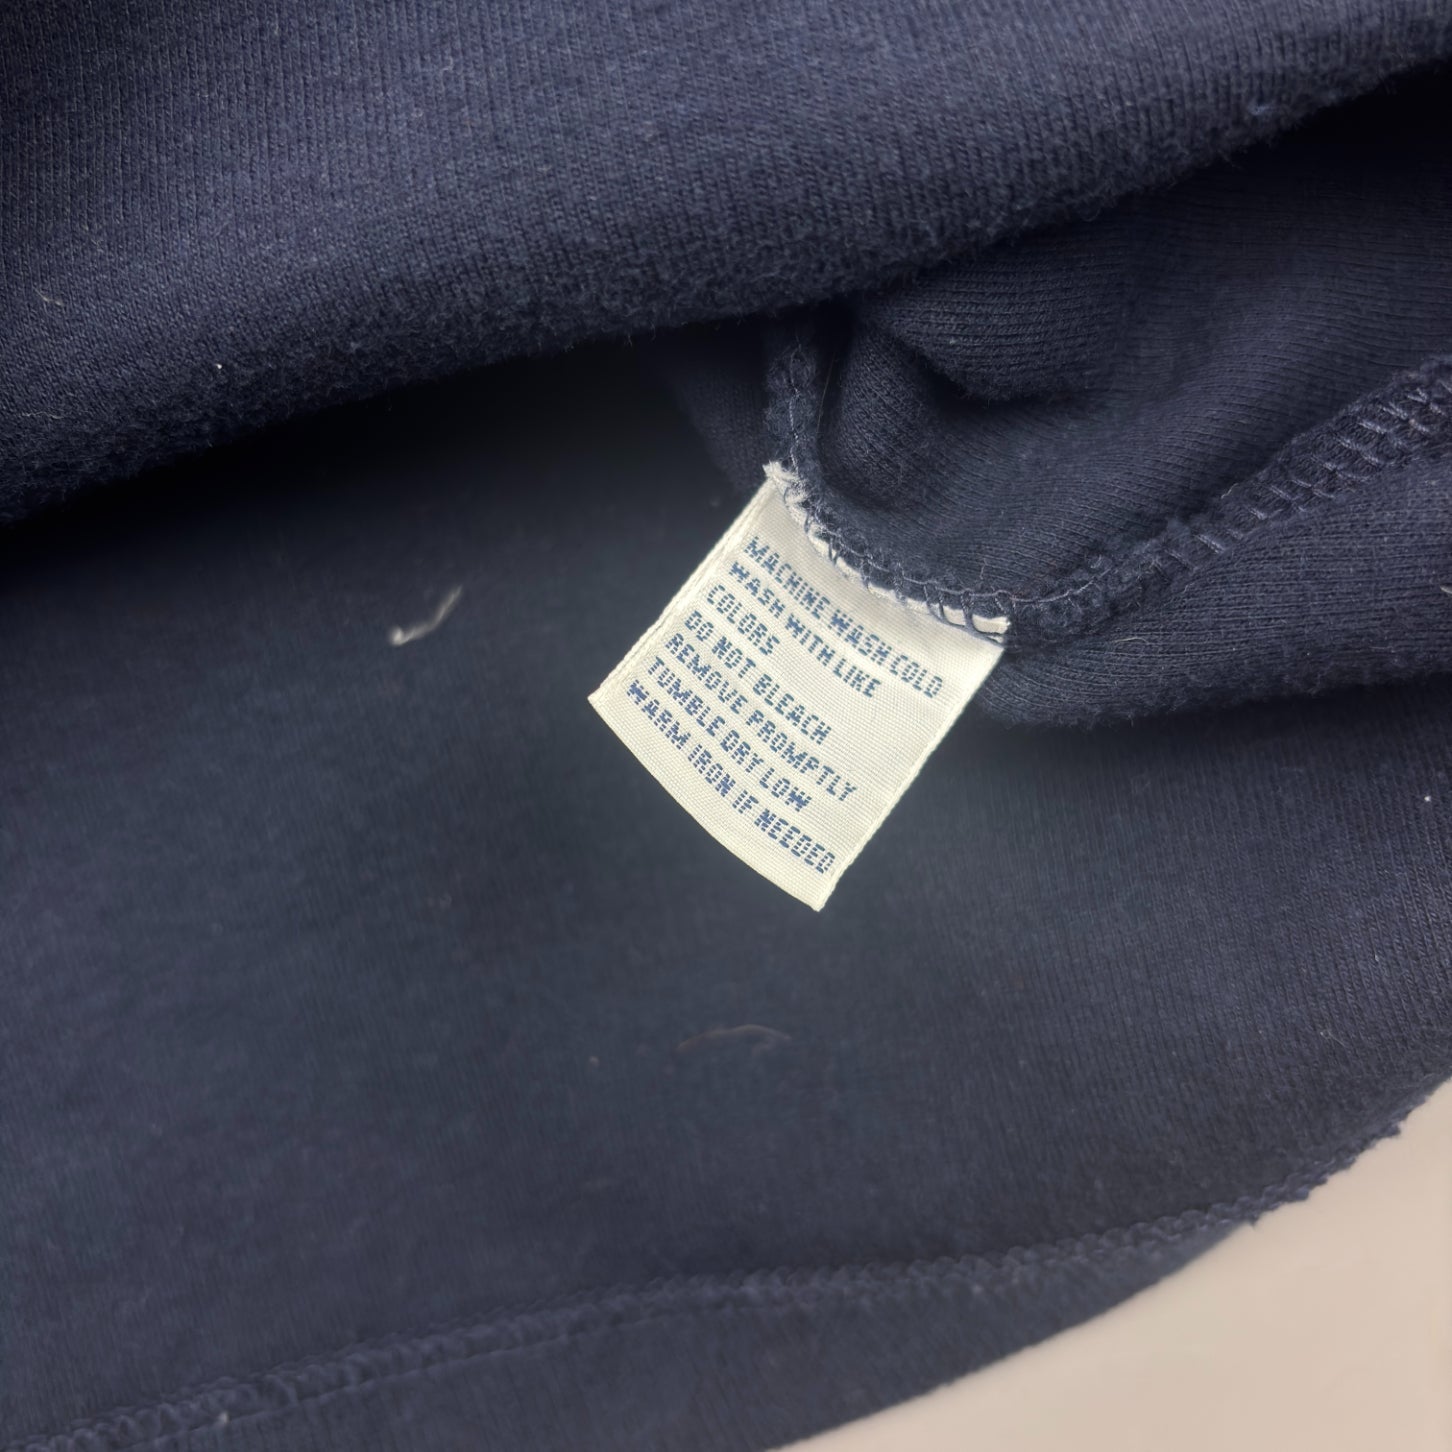 MACHINE WASH COLD
WASH WITH LIKE
COLORS
DO NOT BLEACH
REMOVE PROMPTLY
TUMBLE DRY LOW
WARM IRON IF NEEDED